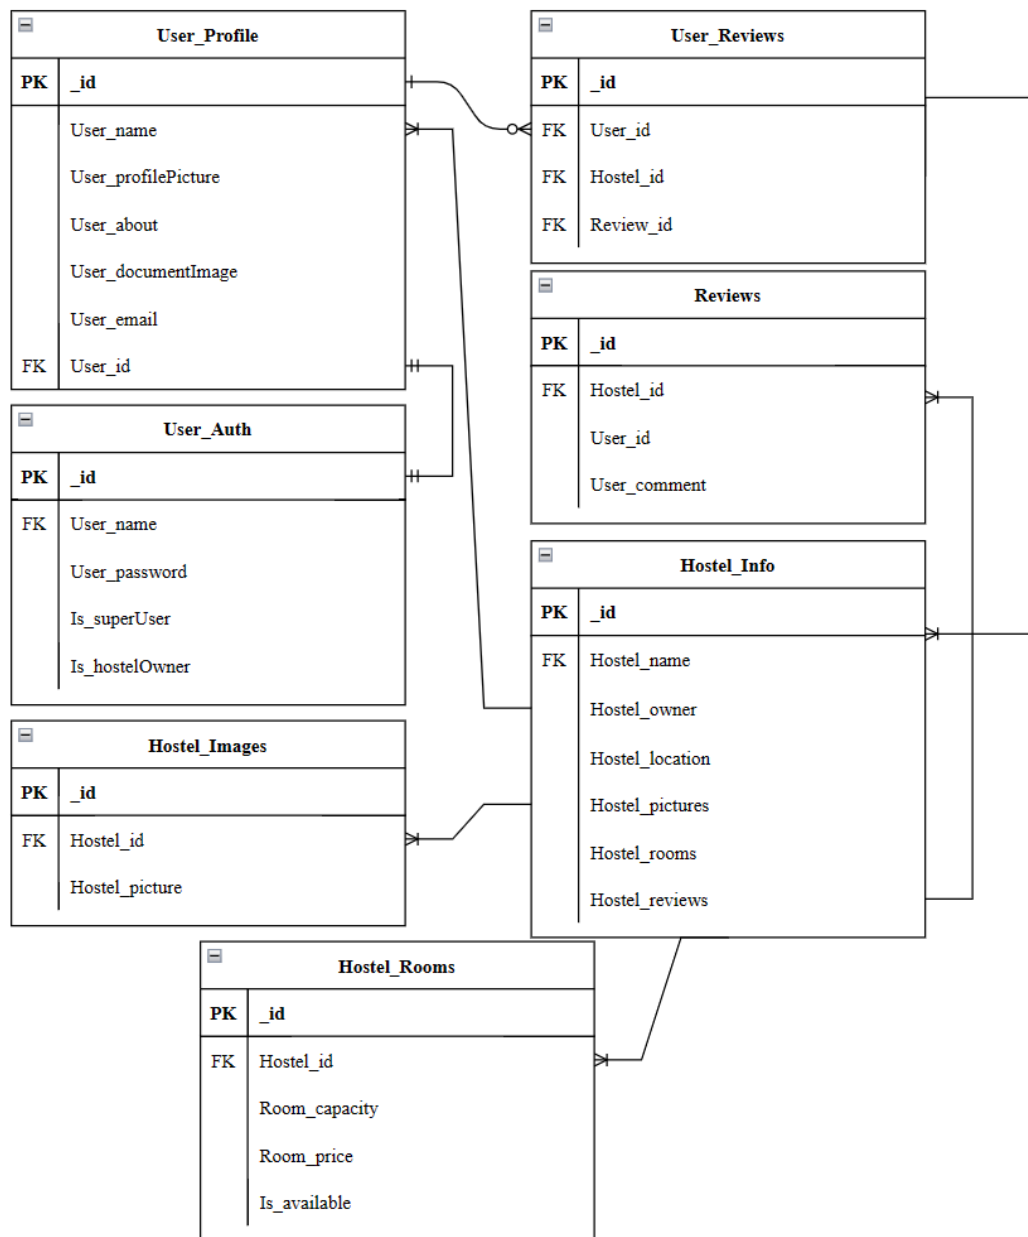 User_Profile
PK _id
User_name
User_profilePicture
User_about
User_documentImage
User_email
FK User_id
User_Auth
PK _id
FK User_name
User_password
Is_superUser
Is_hostelOwner
Hostel_Images
PK _id
FK Hostel_id
Hostel_picture
User_Reviews
PK _id
FK User_id
FK Hostel_id
FK Review_id
Reviews
PK _id
FK Hostel_id
User_id
User_comment
Hostel_Info
PK _id
FK Hostel_name
Hostel_owner
Hostel_location
Hostel_pictures
Hostel_rooms
Hostel_reviews
Hostel_Rooms
PK _id
FK Hostel_id
Room_capacity
Room_price
Is_available